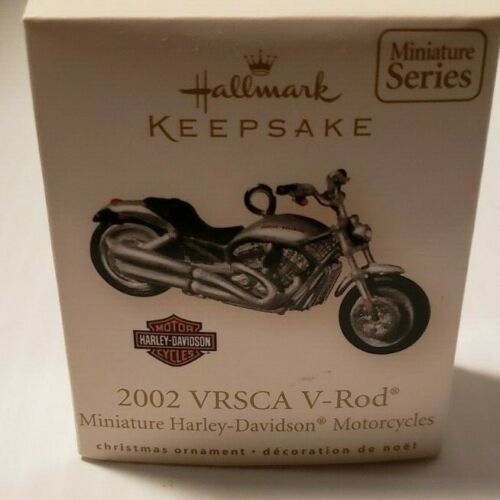 Hallmark
KEEPSAKE
Miniature
Series
MOTOR
HARLEY-DAVIDSON
CYCLES
2002 VRSCA V-Rod®
Miniature Harley-Davidson® Motorcycles
christmas ornament • décoration de noël